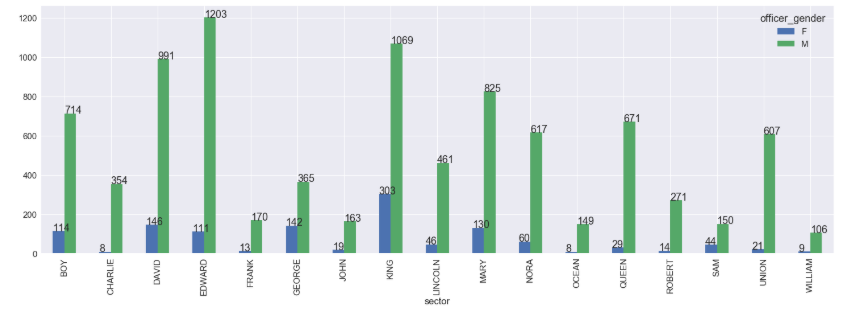 1200
1000
800
600
400
200
0
officer_gender
F
M
114 714
8 354
146 991
111 1203
13 170
142 365
19 163
303 1069
46 461
130 825
60 617
8 149
29 671
14 271
44 150
21 607
9 106
BOY
CHARLIE
DAVID
EDWARD
FRANK
GEORGE
JOHN
KING
LINCOLN
MARY
NORA
OCEAN
QUEEN
ROBERT
SAM
UNION
WILLIAM
sector